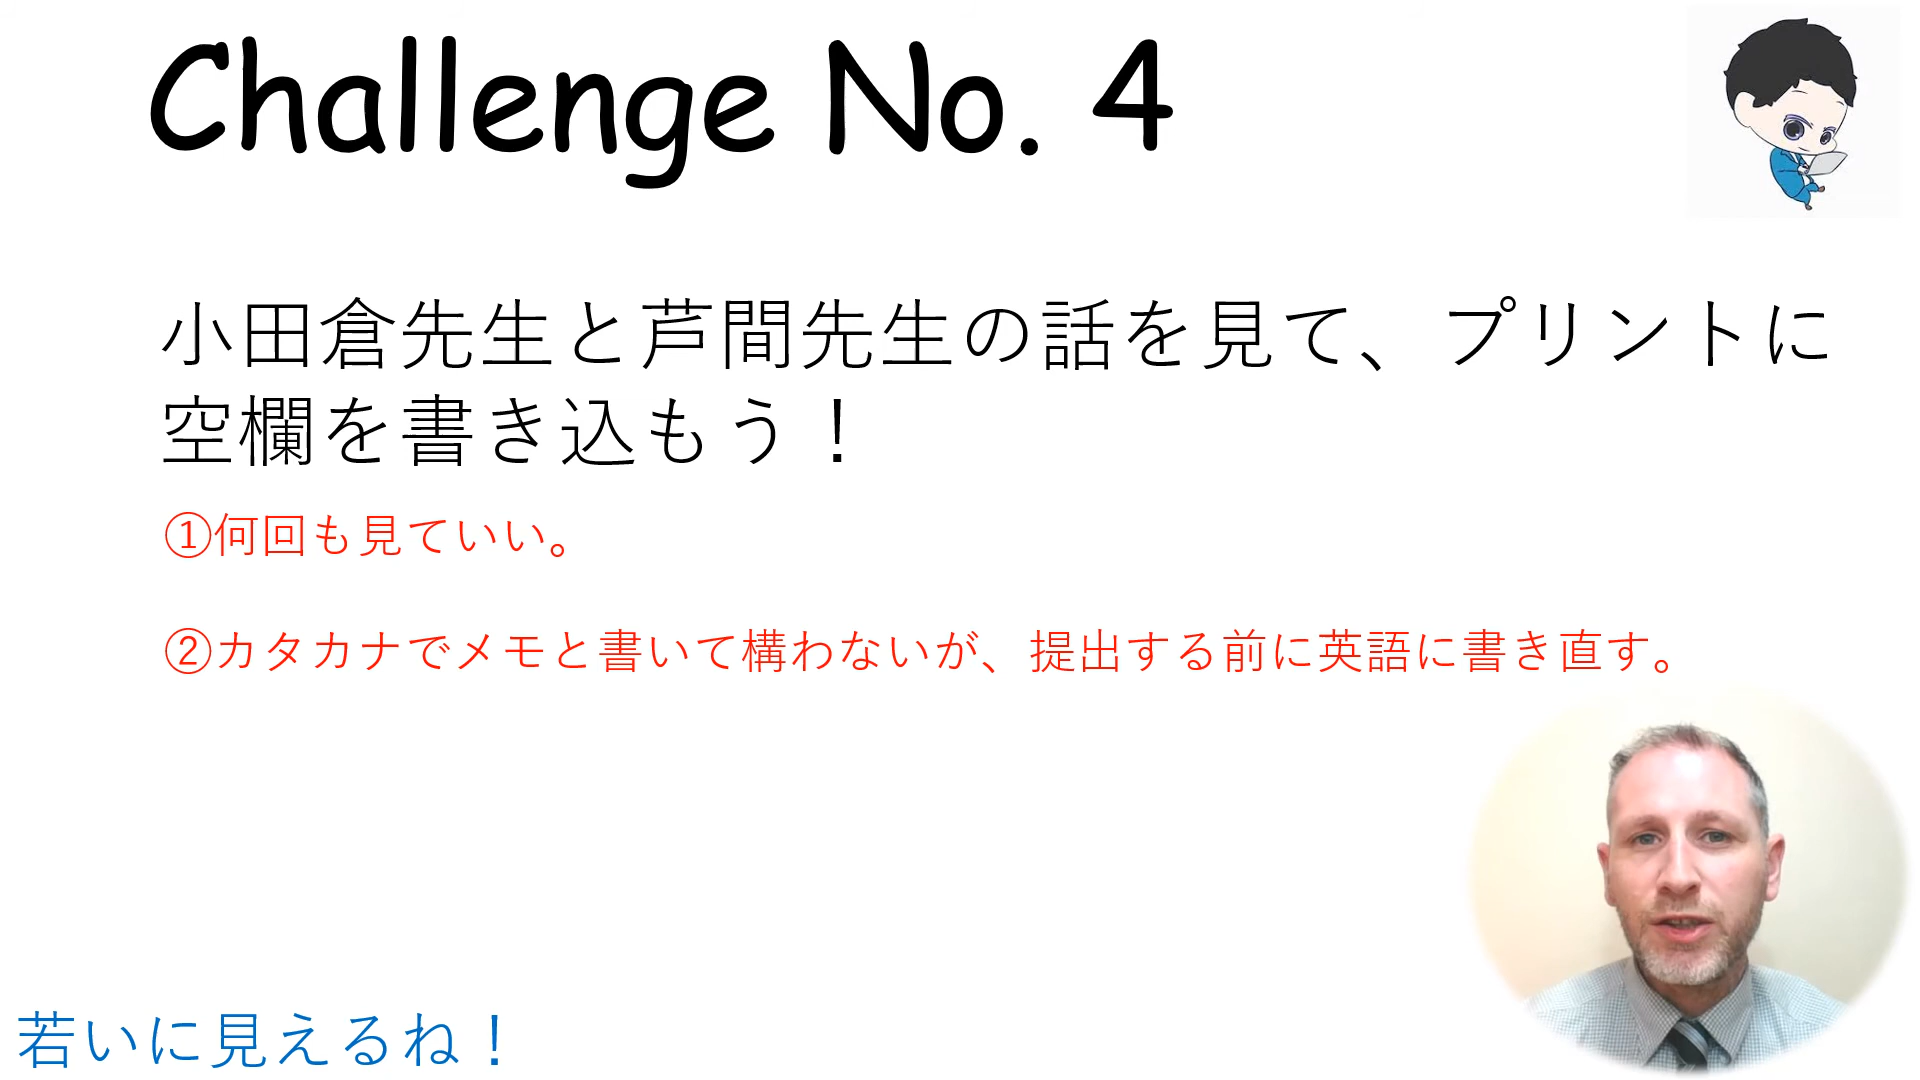 Challenge No. 4
小田倉先生と芦間先生の話を見て、プリントに
空欄を書き込もう！
①何回も見ていい。
②カタカナでメモと書いて構わないが、提出する前に英語に書き直す。
若いに見えるね！